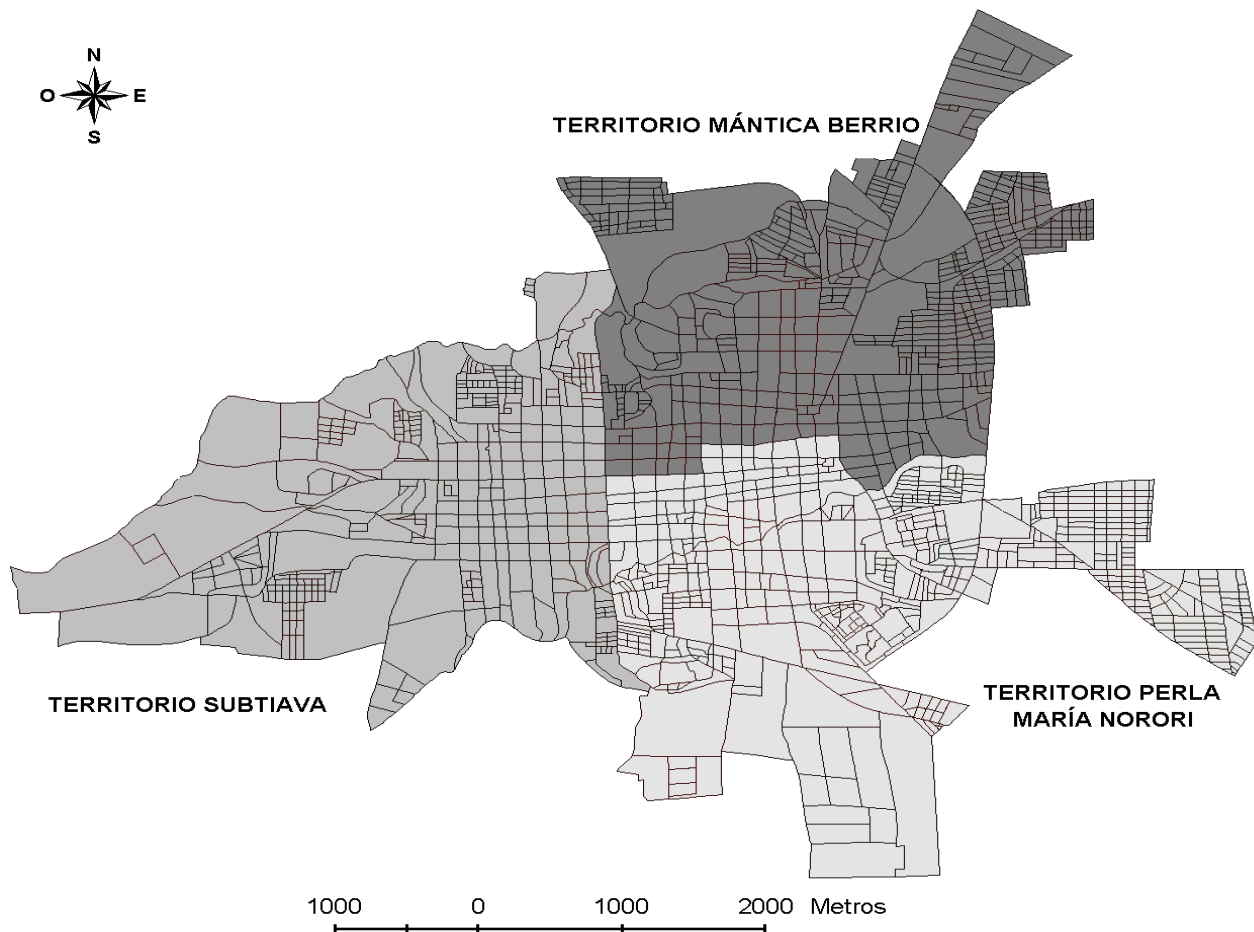 N
O E
S
TERRITORIO MÁNTICA BERRIO
TERRITORIO SUBTIAVA
TERRITORIO PERLA
MARÍA NORORI
1000 0 1000 2000 Metros